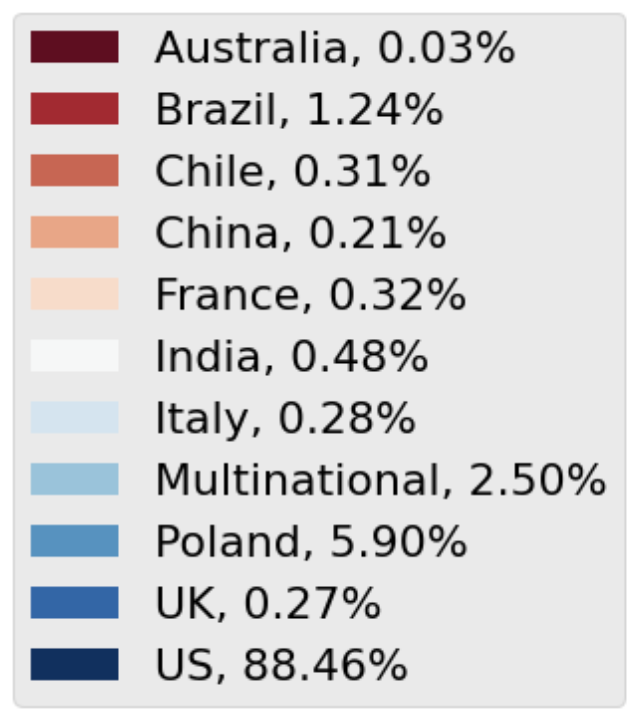 Australia, 0.03%
Brazil, 1.24%
Chile, 0.31%
China, 0.21%
France, 0.32%
India, 0.48%
Italy, 0.28%
Multinational, 2.50%
Poland, 5.90%
UK, 0.27%
US, 88.46%